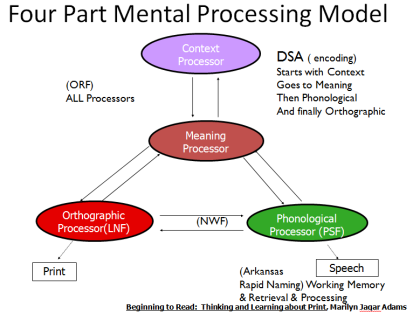 Four Part Mental Processing Model
Context
Processor
DSA ( encoding)
Starts with Context
Goes to Meaning
Then Phonological
And finally Orthographic
(ORF)
ALL Processors
Meaning
Processor
Orthographic
Processor(LNF)
(NWF)
Phonological
Processor (PSF)
Print
Speech
(Arkansas
Rapid Naming) Working Memory
& Retrieval & Processing
Beginning to Read:  Thinking and Learning about Print, Marilyn Jagar Adams